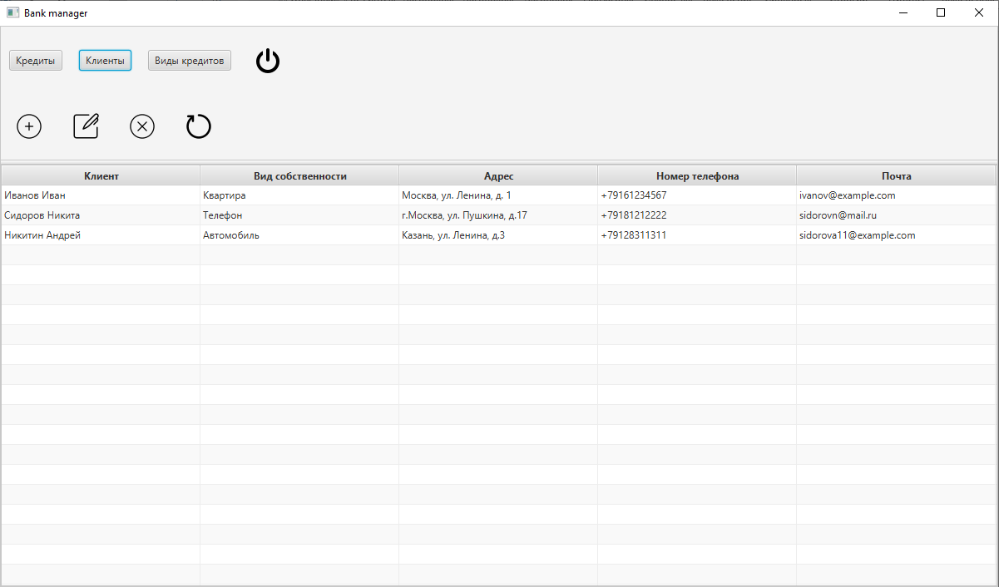 Bank manager
Кредиты Клиенты Виды кредитов
Клиент Вид собственности Адрес Номер телефона Почта
Иванов Иван Квартира Москва, ул. Ленина, д. 1 +79161234567 ivanov@example.com
Сидоров Никита Телефон г.Москва, ул. Пушкина, д.17 +79181212222 sidorovn@mail.ru
Никитин Андрей Автомобиль Казань, ул. Ленина, д.3 +79128311311 sidorova11@example.com